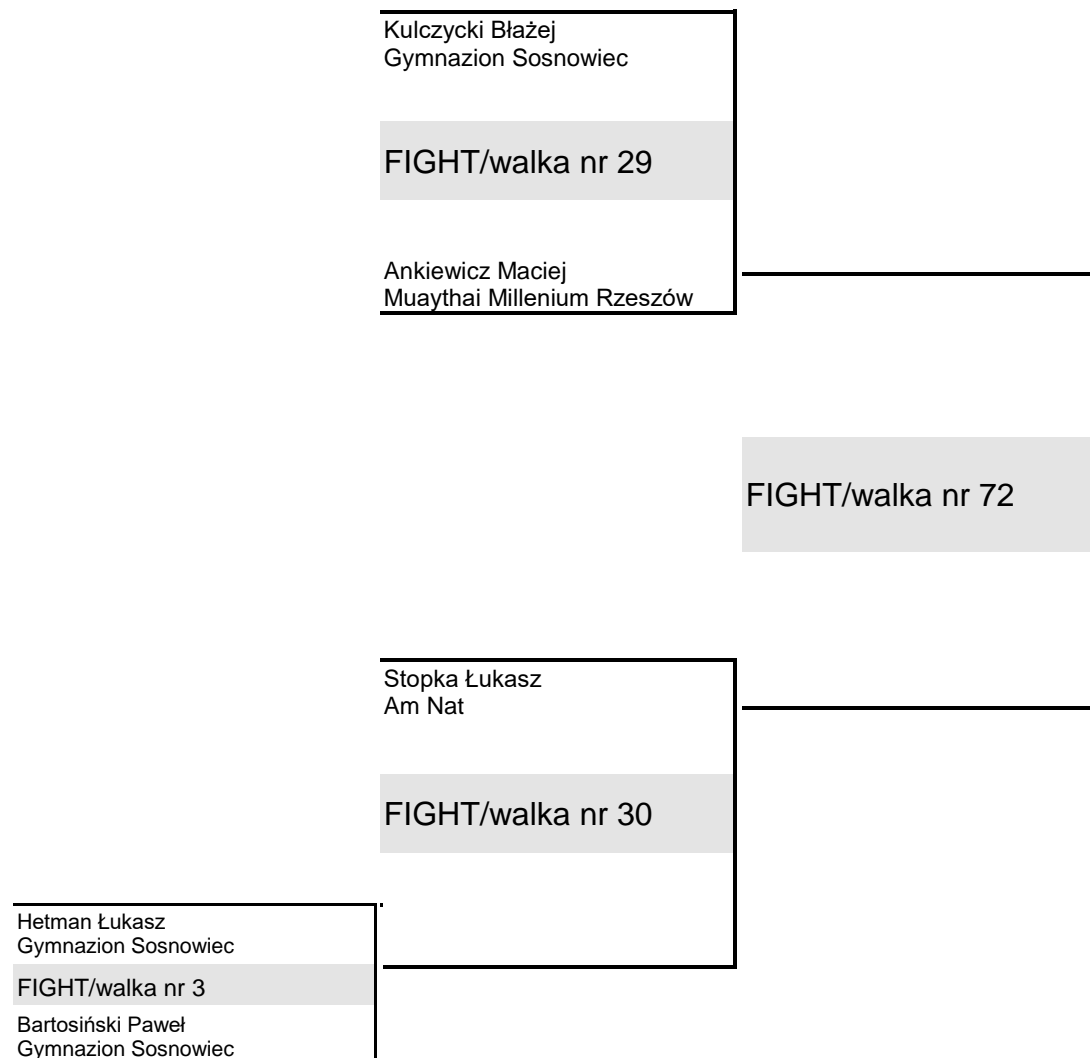 Kulczycki Błażej
Gymnazion Sosnowiec
FIGHT/walka nr 29
Ankiewicz Maciej
Muaythai Millenium Rzeszów
FIGHT/walka nr 72
Stopka Łukasz
Am Nat
FIGHT/walka nr 30
Hetman Łukasz
Gymnazion Sosnowiec
FIGHT/walka nr 3
Bartosiński Paweł
Gymnazion Sosnowiec